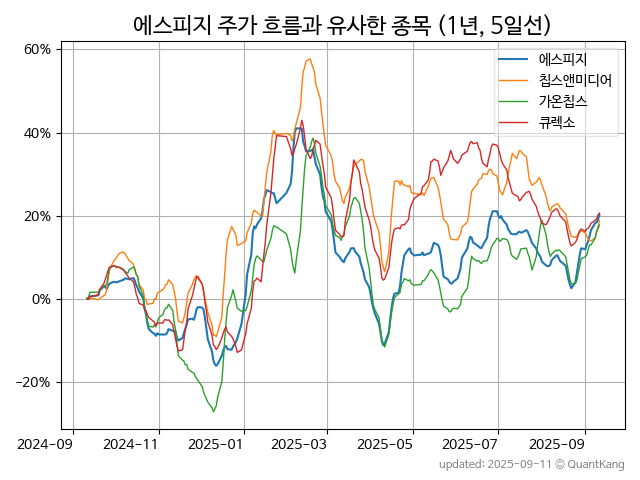 에스피지 주가 흐름과 유사한 종목 (1년, 5일선)
60%
40%
20%
0%
−20%
에스피지
칩스앤미디어
가온칩스
큐렉소
2024-09
2024-11
2025-01
2025-03
2025-05
2025-07
2025-09
updated: 2025-09-11 © QuantKang